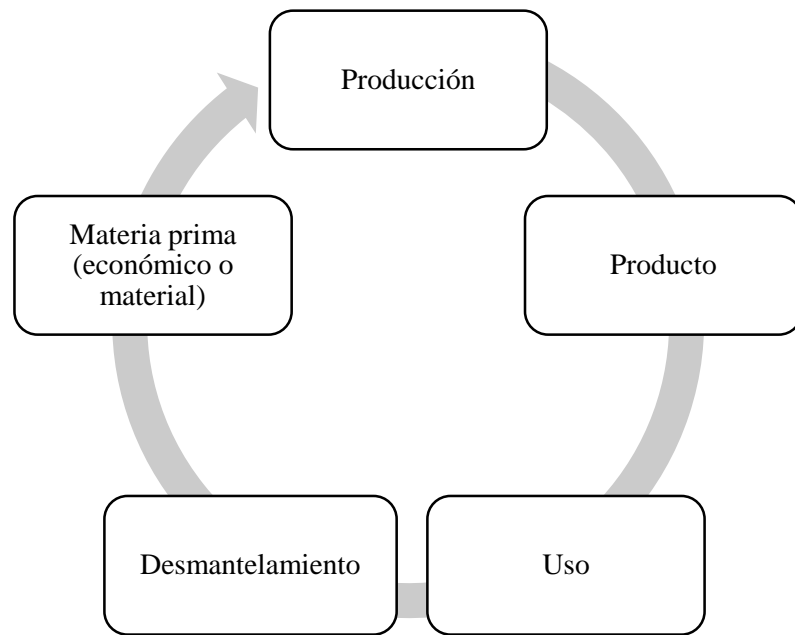 Producción
Producto
Uso
Desmantelamiento
Materia prima
(económico o
material)